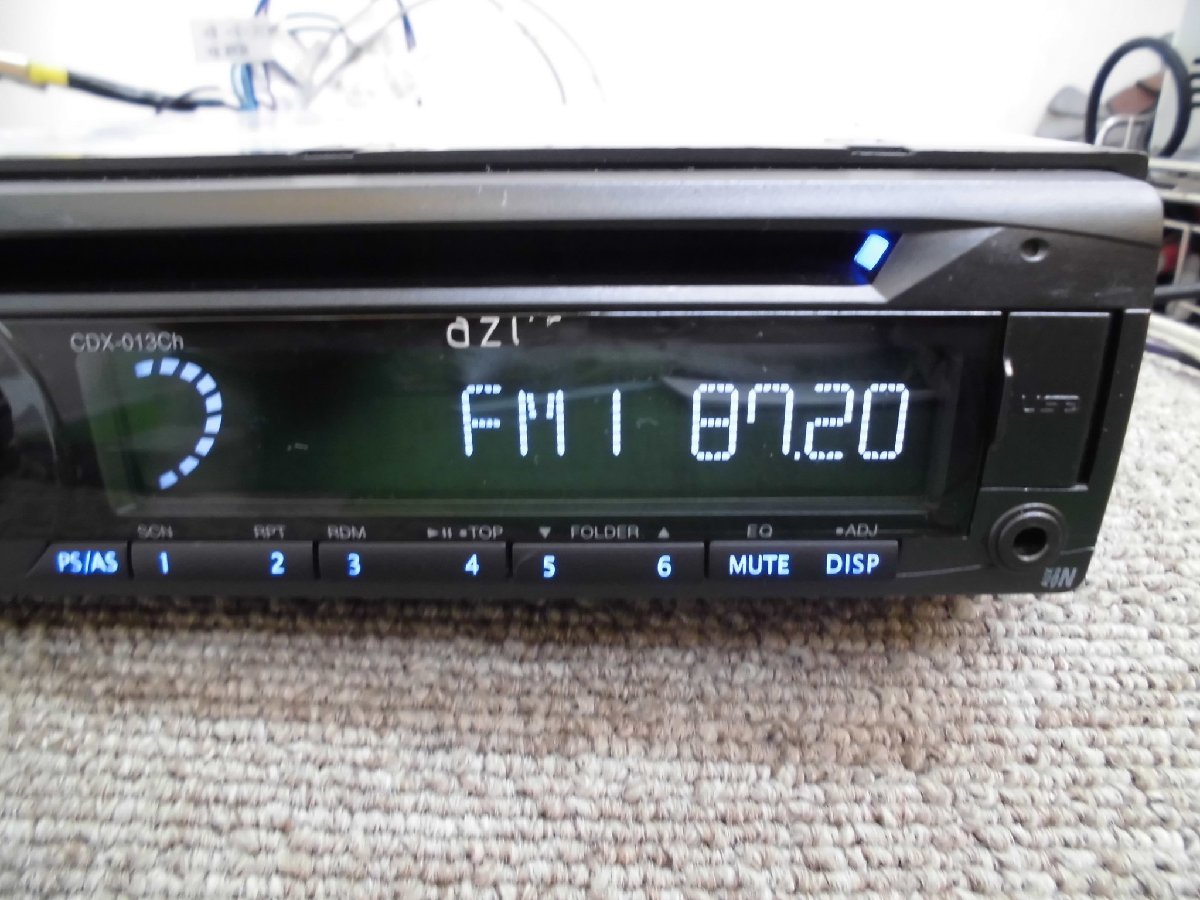 CDX-013Ch
FM1 87.20
SCN RPT RDM TOP FOLDER EQ ADJ
PS/AS 1 2 3 4 5 6 MUTE DISP